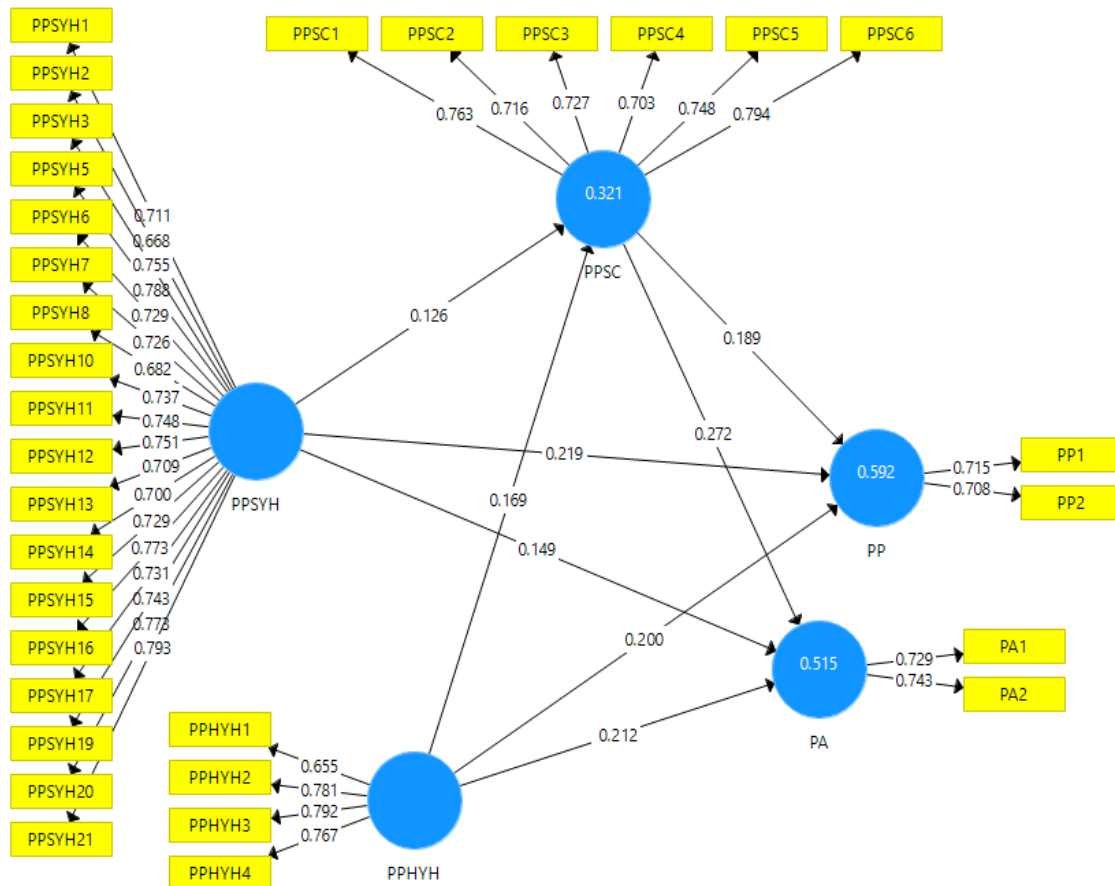 PPSYH1
PPSYH2
PPSYH3
PPSYH5
PPSYH6
PPSYH7
PPSYH8
PPSYH10
PPSYH11
PPSYH12
PPSYH13
PPSYH14
PPSYH15
PPSYH16
PPSYH17
PPSYH19
PPSYH20
PPSYH21
0.711
0.668
0.755
0.788
0.729
0.726
0.682
0.737
0.748
0.751
0.709
0.700
0.729
0.773
0.731
0.743
0.773
0.793
PPSYH
PPSC1
PPSC2
PPSC3
PPSC4
PPSC5
PPSC6
0.763
0.716
0.727
0.703
0.748
0.794
0.321
PPSC
0.126
0.189
0.272
0.219
0.169
0.149
0.200
0.212
0.592
PP
0.715
0.708
PP1
PP2
0.515
PA
0.729
0.743
PA1
PA2
PPHYH1
PPHYH2
PPHYH3
PPHYH4
0.655
0.781
0.792
0.767
PPHYH